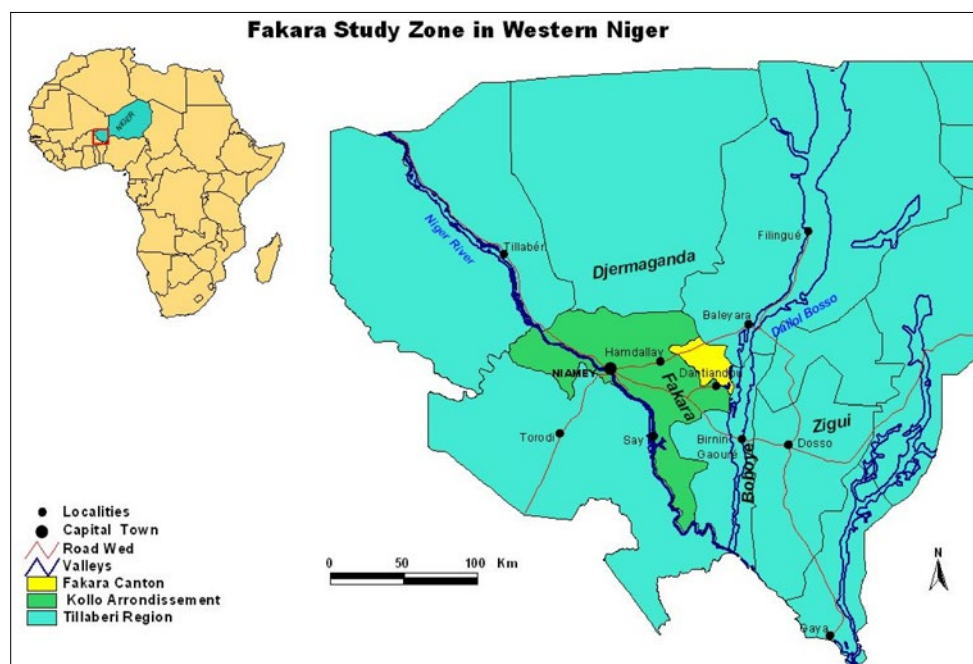 Fakara Study Zone in Western Niger
NIGER
Niger River
Tillabér
Filingué
Djermaganda
Baleyara
Dallol Bosso
Hamdallay
NIAMEY
Dantiandou
Fakara
Torodi
Say
Birnin
Gaouré
Boboye
Zigui
Dosso
Gaya
Localities
Capital Town
Road Wed
Valleys
Fakara Canton
Kollo Arrondissement
Tillaberi Region
0 50 100 Km
N